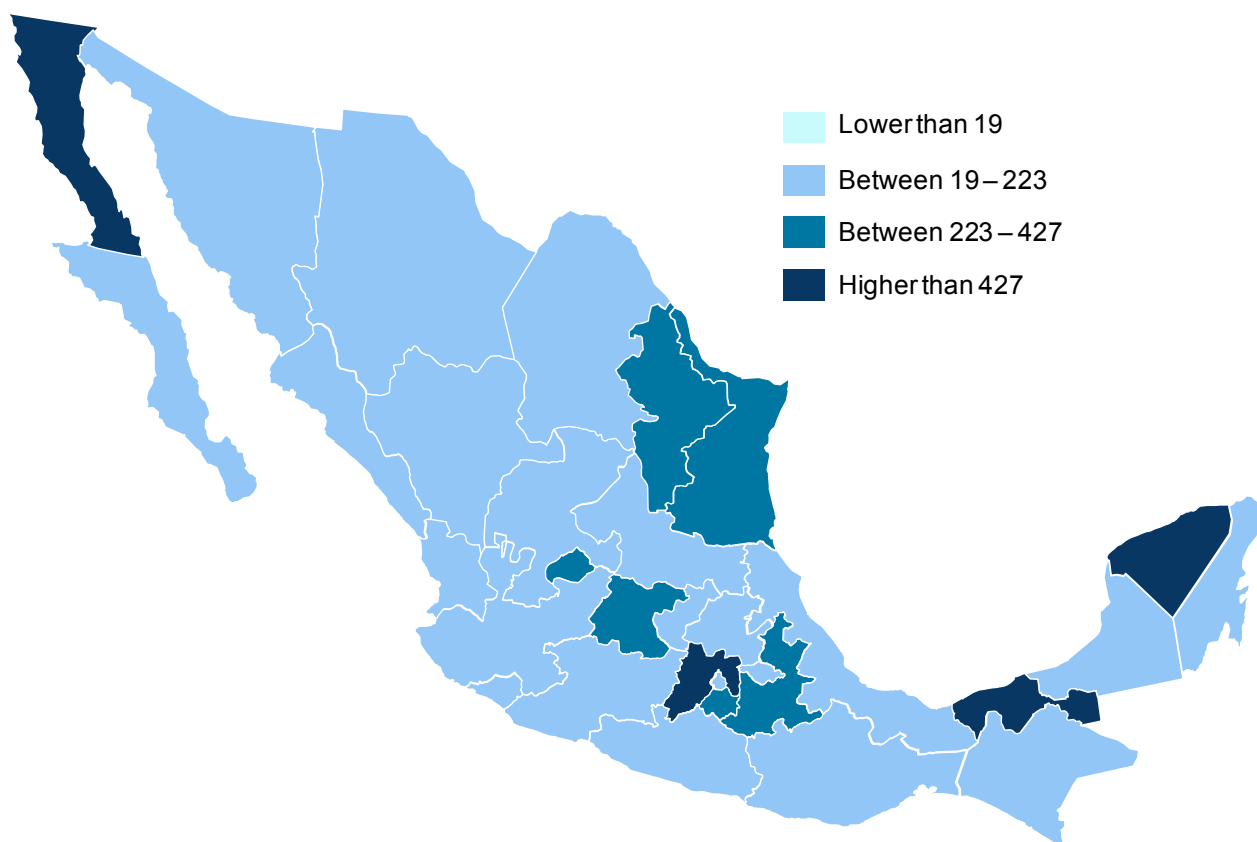 Lower than 19
Between 19 – 223
Between 223 – 427
Higher than 427